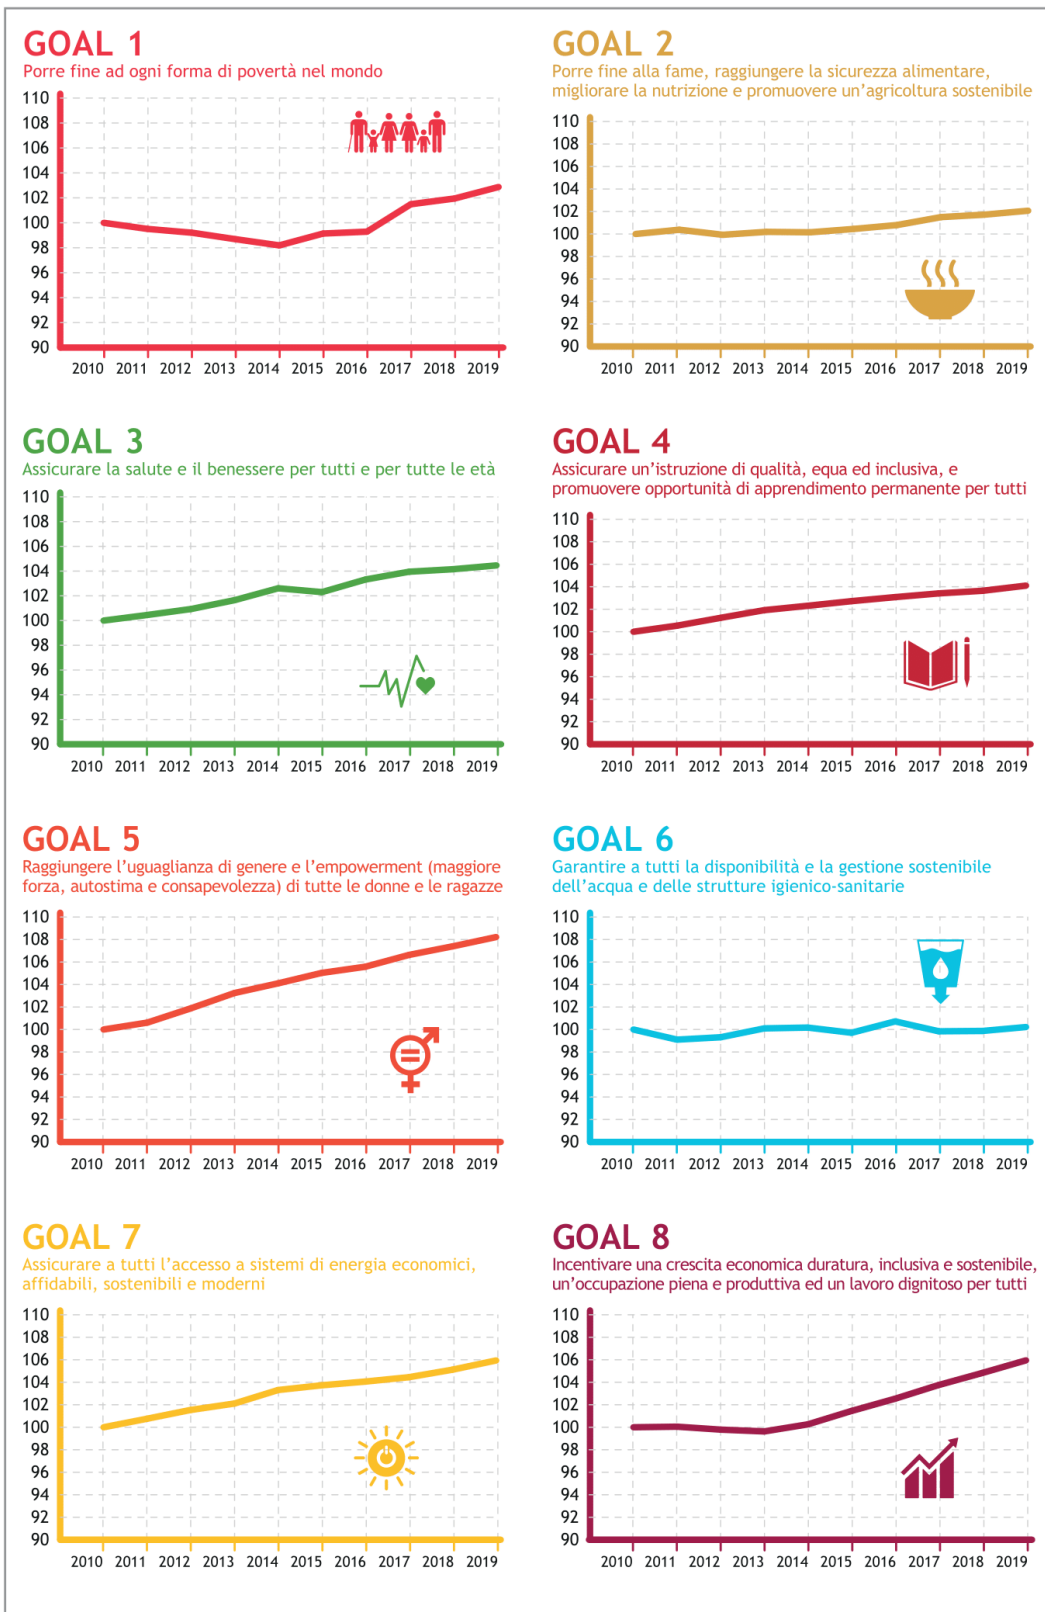 GOAL 1
Porre fine ad ogni forma di povertà nel mondo
110
108
106
104
102
100
98
96
94
92
90
2010 2011 2012 2013 2014 2015 2016 2017 2018 2019
GOAL 2
Porre fine alla fame, raggiungere la sicurezza alimentare,
migliorare la nutrizione e promuovere un'agricoltura sostenibile
110
108
106
104
102
100
98
96
94
92
90
2010 2011 2012 2013 2014 2015 2016 2017 2018 2019
GOAL 3
Assicurare la salute e il benessere per tutti e per tutte le età
110
108
106
104
102
100
98
96
94
92
90
2010 2011 2012 2013 2014 2015 2016 2017 2018 2019
GOAL 4
Assicurare un'istruzione di qualità, equa ed inclusiva, e
promuovere opportunità di apprendimento permanente per tutti
110
108
106
104
102
100
98
96
94
92
90
2010 2011 2012 2013 2014 2015 2016 2017 2018 2019
GOAL 5
Raggiungere l'uguaglianza di genere e l'empowerment (maggiore
forza, autostima e consapevolezza) di tutte le donne e le ragazze
110
108
106
104
102
100
98
96
94
92
90
2010 2011 2012 2013 2014 2015 2016 2017 2018 2019
GOAL 6
Garantire a tutti la disponibilità e la gestione sostenibile
dell'acqua e delle strutture igienico-sanitarie
110
108
106
104
102
100
98
96
94
92
90
2010 2011 2012 2013 2014 2015 2016 2017 2018 2019
GOAL 7
Assicurare a tutti l'accesso a sistemi di energia economici,
affidabili, sostenibili e moderni
110
108
106
104
102
100
98
96
94
92
90
2010 2011 2012 2013 2014 2015 2016 2017 2018 2019
GOAL 8
Incentivare una crescita economica duratura, inclusiva e sostenibile,
un'occupazione piena e produttiva ed un lavoro dignitoso per tutti
110
108
106
104
102
100
98
96
94
92
90
2010 2011 2012 2013 2014 2015 2016 2017 2018 2019